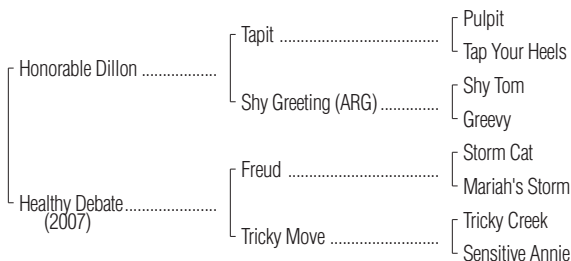 Pulpit
Tapit ........................................
Tap Your Heels
Honorable Dillon ...................
Shy Tom
Shy Greeting (ARG) ...............
Greevy
Storm Cat
Freud ......................................
Mariah's Storm
Healthy Debate.......................
(2007)
Tricky Creek
Tricky Move ............................
Sensitive Annie